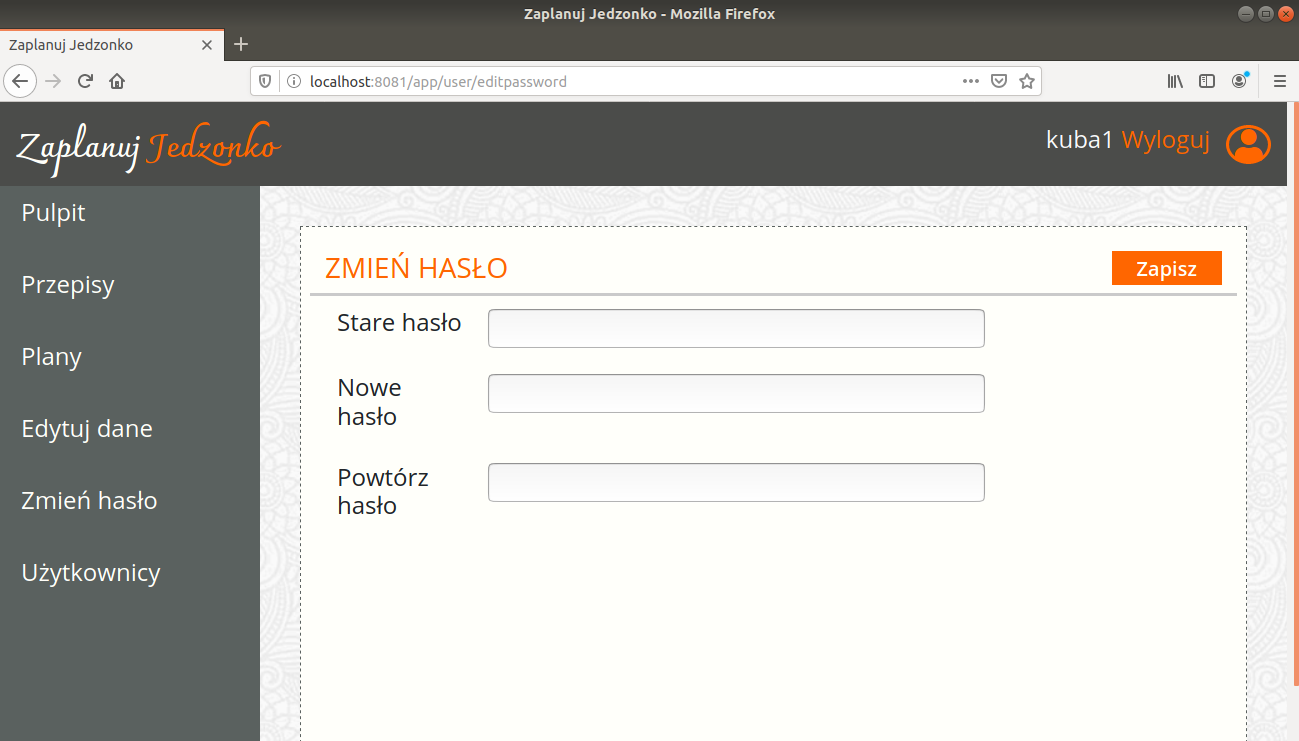 Zaplanuj Jedzonko - Mozilla Firefox
Zaplanuj Jedzonko
localhost:8081/app/user/editpassword
Zaplanuj Jedzonko
kuba1 Wyloguj
Pulpit
Przepisy
Plany
Edytuj dane
Zmień hasło
Użytkownicy
ZMIEŃ HASŁO
Zapisz
Stare hasło
Nowe
hasło
Powtórz
hasło